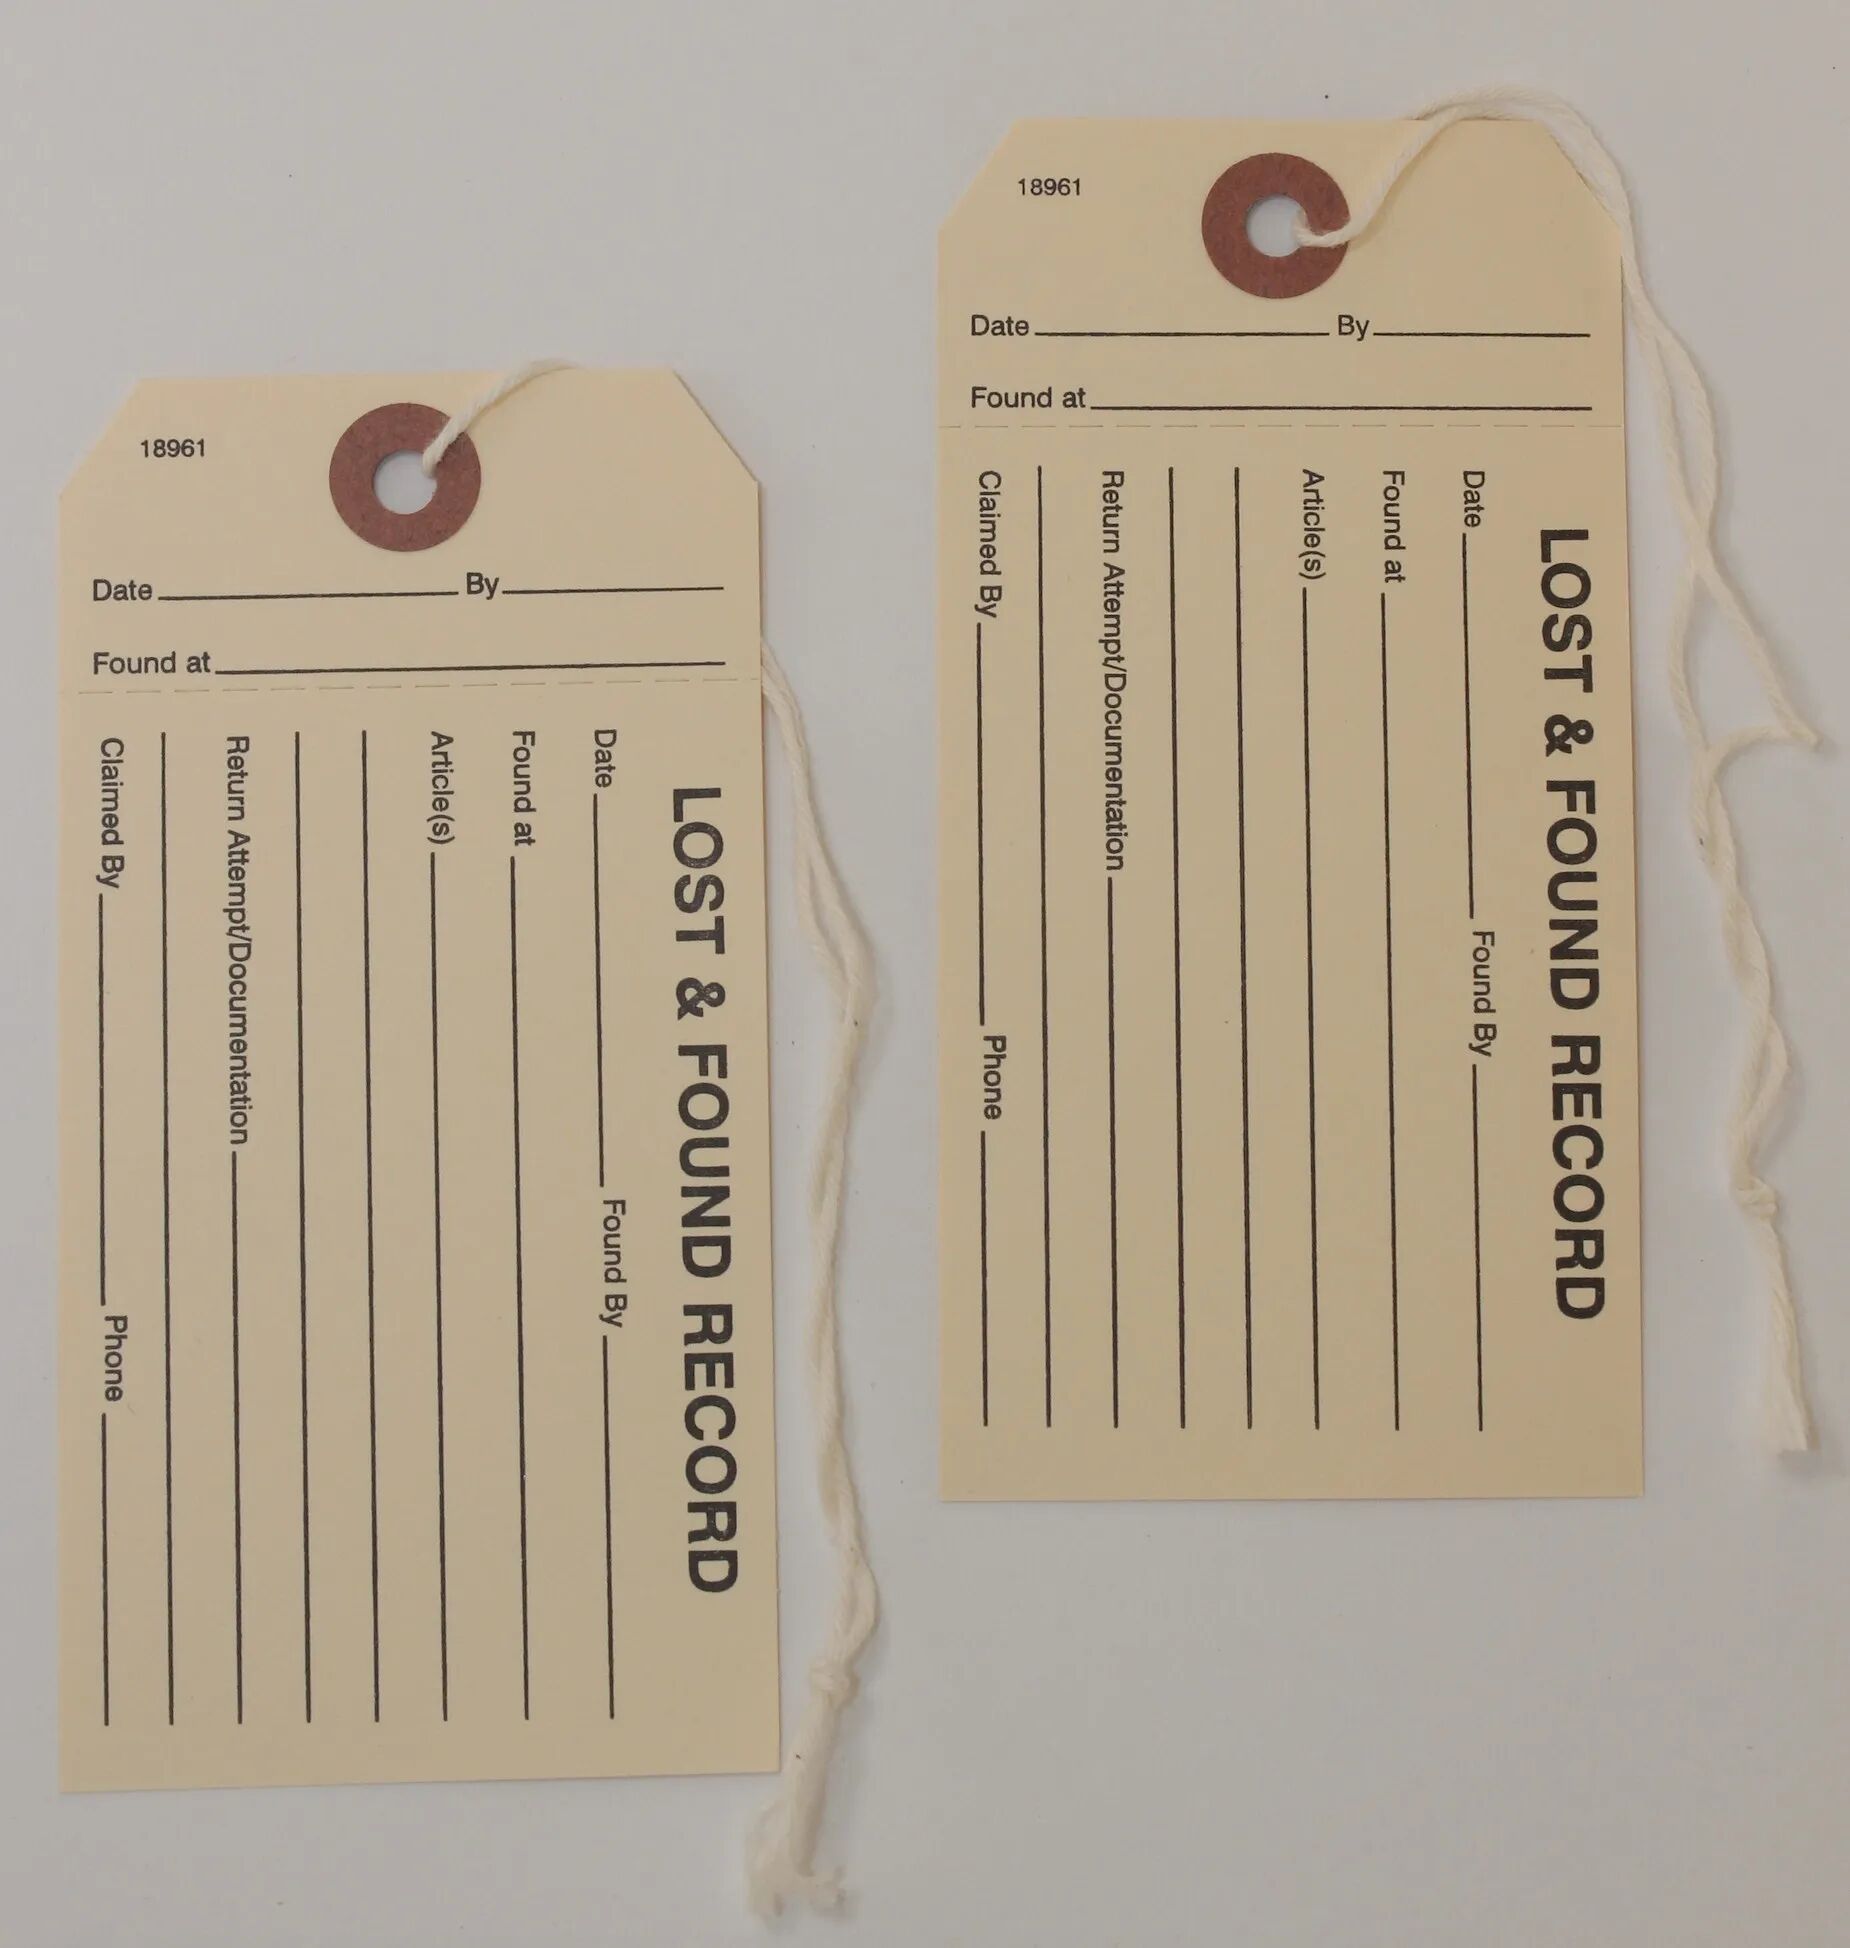 18961
Date By
Found at
LOST & FOUND RECORD
Date Found By
Found at
Article(s)
Return Attempt/Documentation
Claimed By Phone
18961
Date By
Found at
LOST & FOUND RECORD
Date Found By
Found at
Article(s)
Return Attempt/Documentation
Claimed By Phone